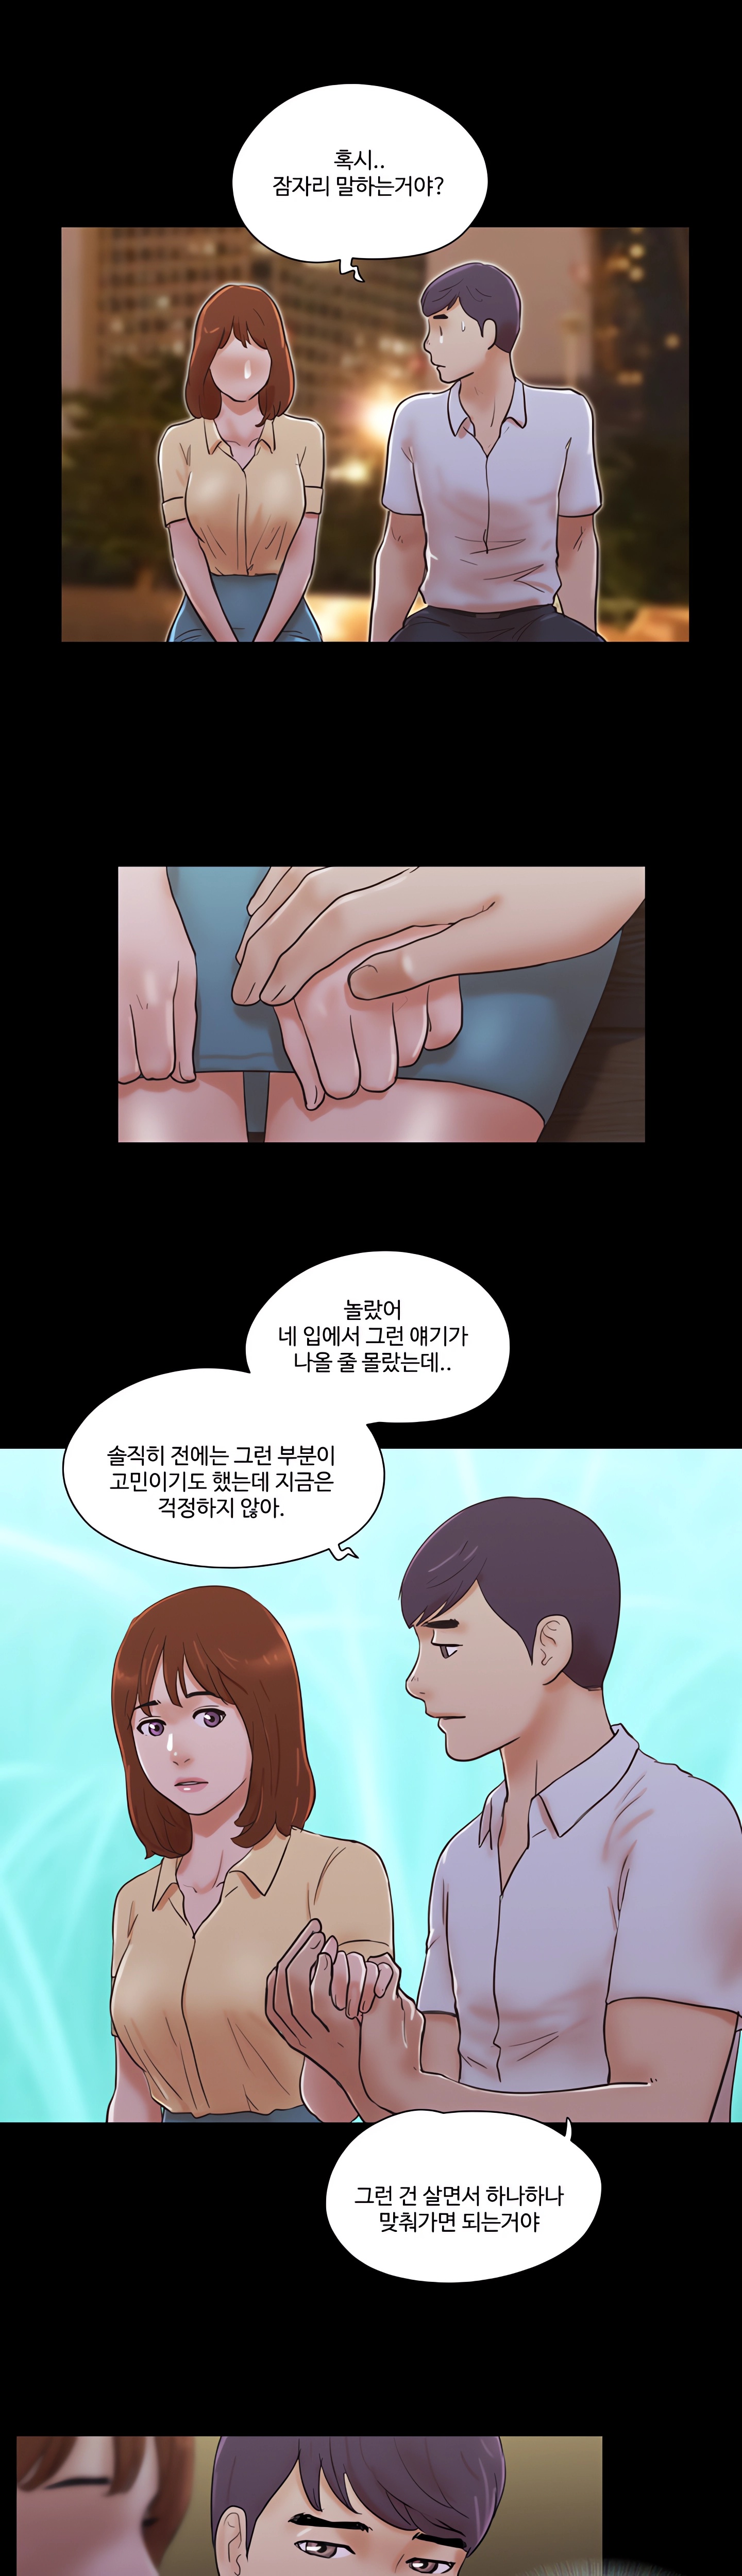 혹시..
잠자리 말하는거야?
놀랐어
네 입에서 그런 얘기가
나올 줄 몰랐는데..
솔직히 전에는 그런 부분이
고민이기도 했는데 지금은
걱정하지 않아.
그런 건 살면서 하나하나
맞춰가면 되는거야